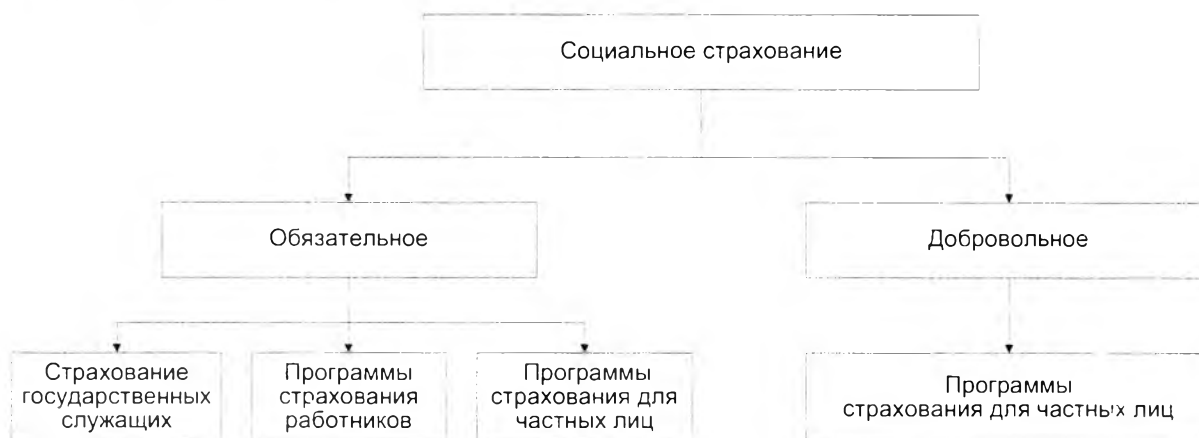 Социальное страхование
Обязательное
Добровольное
Страхование
государственных
служащих
Программы
страхования
работников
Программы
страхования для
частных лиц
Программы
страхования для частных лиц